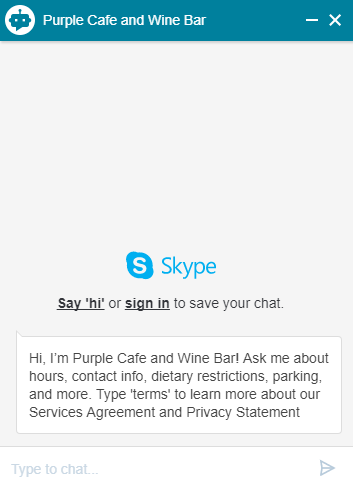 Purple Cafe and Wine Bar
Skype
Say 'hi' or sign in to save your chat.
Hi, I'm Purple Cafe and Wine Bar! Ask me about
hours, contact info, dietary restrictions, parking,
and more. Type 'terms' to learn more about our
Services Agreement and Privacy Statement
Type to chat...